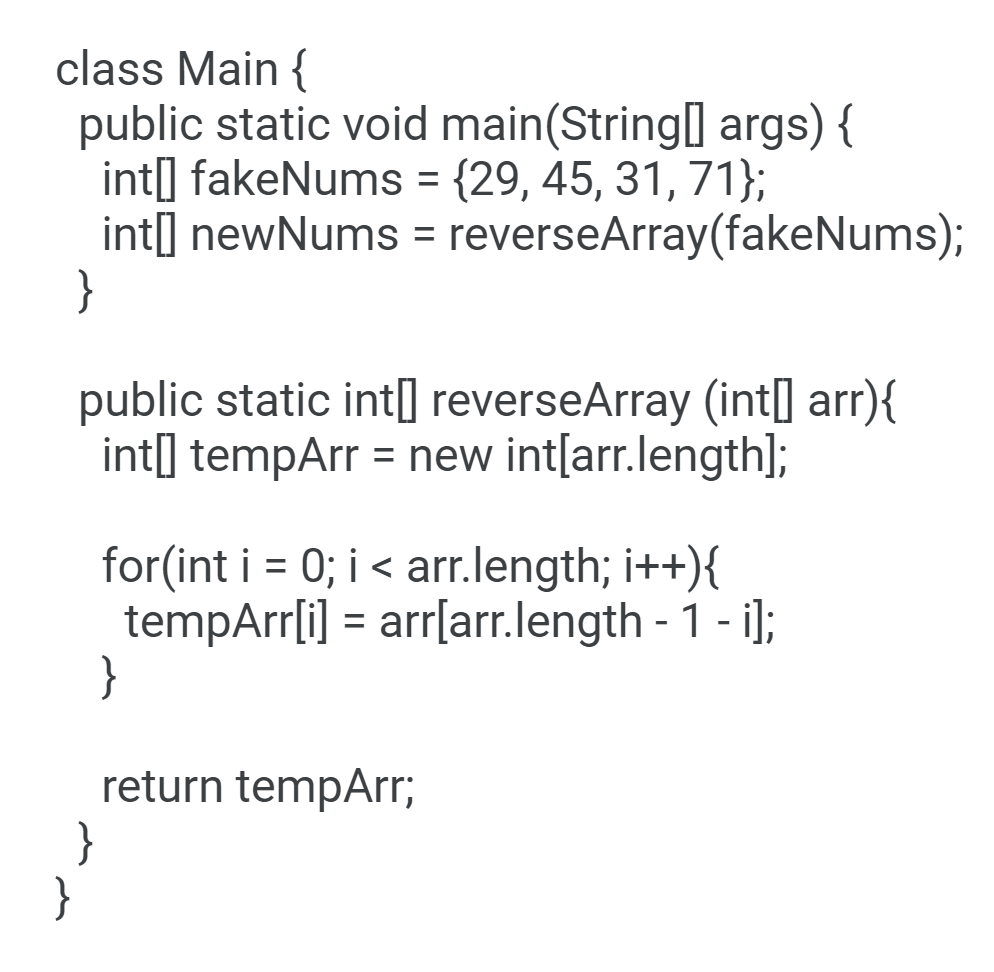 class Main {
  public static void main(String[] args) {
    int[] fakeNums = {29, 45, 31, 71};
    int[] newNums = reverseArray(fakeNums);
  }

  public static int[] reverseArray (int[] arr){
    int[] tempArr = new int[arr.length];

    for(int i = 0; i < arr.length; i++){
      tempArr[i] = arr[arr.length - 1 - i];
    }

    return tempArr;
  }
}